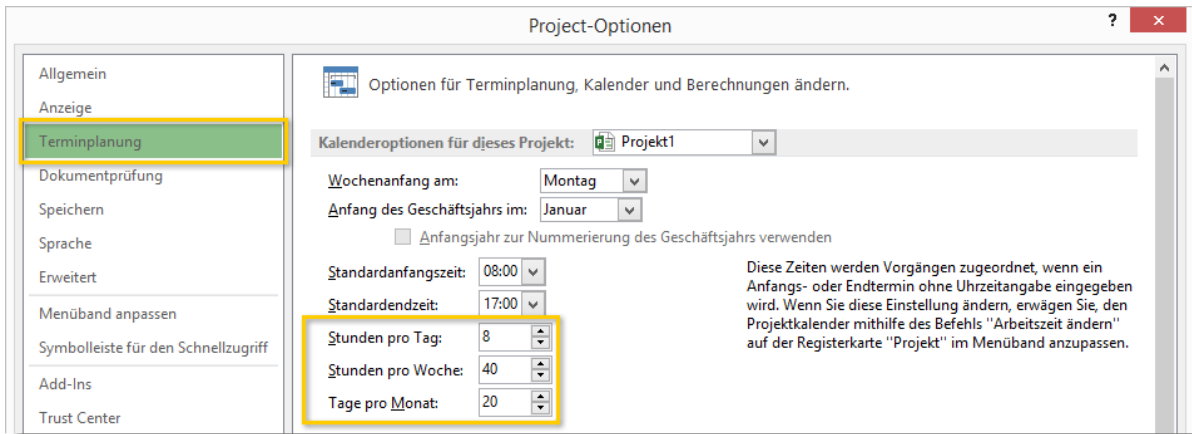 Project-Optionen
?
Allgemein
Anzeige
Terminplanung
Dokumentprüfung
Speichern
Sprache
Erweitert
Menüband anpassen
Symbolleiste für den Schnellzugriff
Add-Ins
Trust Center
Optionen für Terminplanung, Kalender und Berechnungen ändern.
Kalenderoptionen für dieses Projekt: Projekt1
Wochenanfang am: Montag
Anfang des Geschäftsjahrs im: Januar
Anfangsjahr zur Nummerierung des Geschäftsjahrs verwenden
Standardanfangszeit: 08:00
Standardendzeit: 17:00
Stunden pro Tag: 8
Stunden pro Woche: 40
Tage pro Monat: 20
Diese Zeiten werden Vorgängen zugeordnet, wenn ein
Anfangs- oder Endtermin ohne Uhrzeitangabe eingegeben
wird. Wenn Sie diese Einstellung ändern, erwägen Sie, den
Projektkalender mithilfe des Befehls "Arbeitszeit ändern"
auf der Registerkarte "Projekt" im Menüband anzupassen.